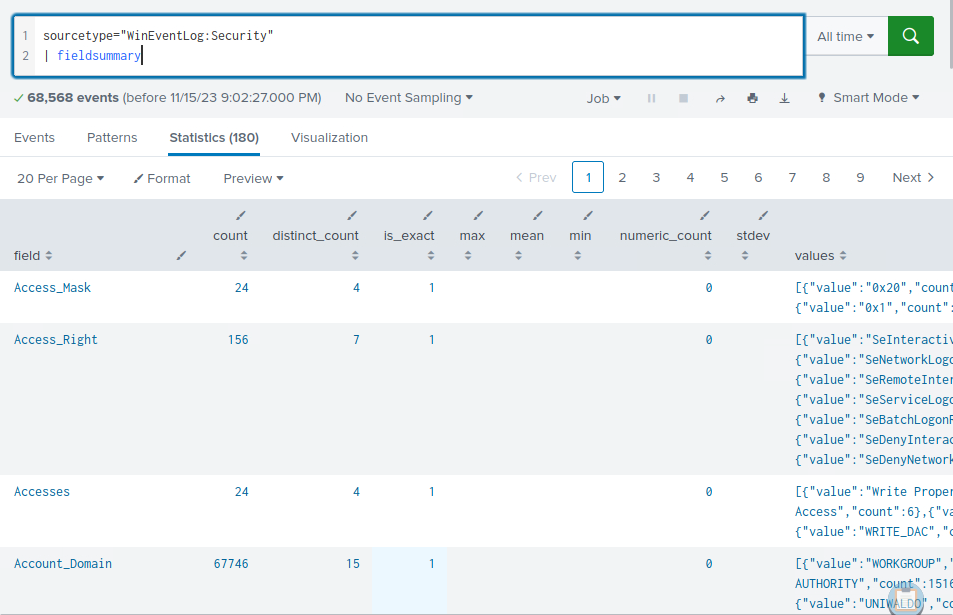 1 sourcetype="WinEventLog:Security"
2 | fieldsummary
All time
68,568 events (before 11/15/23 9:02:27.000 PM) No Event Sampling Job Smart Mode
Events Patterns Statistics (180) Visualization
20 Per Page Format Preview Prev 1 2 3 4 5 6 7 8 9 Next
field count distinct_count is_exact max mean min numeric_count stdev values
Access_Mask 24 4 1 0 [{"value":"0x20","count
{"value":"0x1","count":
Access_Right 156 7 1 0 [{"value":"SeInteractiv
{"value":"SeNetworkLogo
{"value":"SeRemoteInter
{"value":"SeServiceLogo
{"value":"SeBatchLogonR
{"value":"SeDenyInterac
{"value":"SeDenyNetwork
Accesses 24 4 1 0 [{"value":"Write Proper
Access","count":6},{"va
{"value":"WRITE_DAC","c
Account_Domain 67746 15 1 0 [{"value":"WORKGROUP","
AUTHORITY","count":1516
{"value":"UNIWALDO","co